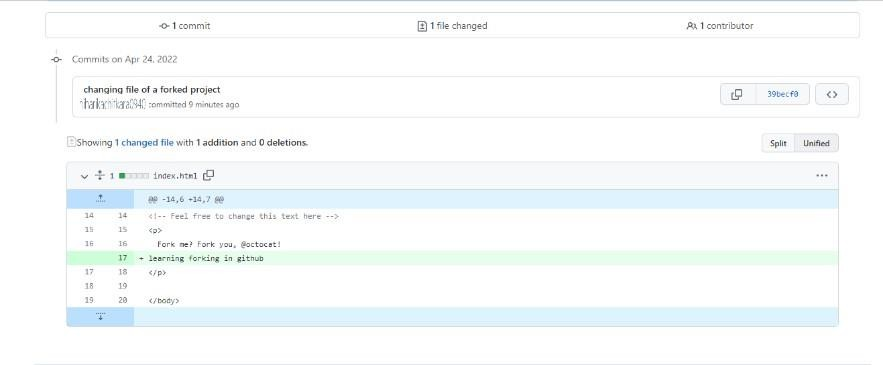 1 commit
1 file changed
1 contributor
Commits on Apr 24, 2022
changing file of a forked project
committed 9 minutes ago
39becf0
<>
Showing 1 changed file with 1 addition and 0 deletions.
Split Unified
1 index.html
@@ -14,6 +14,7 @@
14 14 <!-- Feel free to change this text here -->
15 15 <p>
16 16 Fork me? Fork you, @octocat!
17 + learning forking in github
17 18 </p>
18 19
19 20 </body>